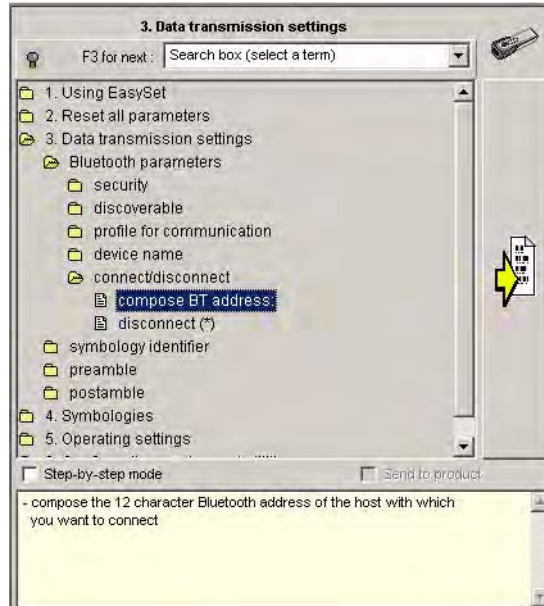 3. Data transmission settings
F3 for next : Search box (select a term)
1. Using EasySet
2. Reset all parameters
3. Data transmission settings
Bluetooth parameters
security
discoverable
profile for communication
device name
connect/disconnect
compose BT address:
disconnect (*)
symbology identifier
preamble
postamble
4. Symbologies
5. Operating settings
Step-by-step mode Send to product
- compose the 12 character Bluetooth address of the host with which
you want to connect